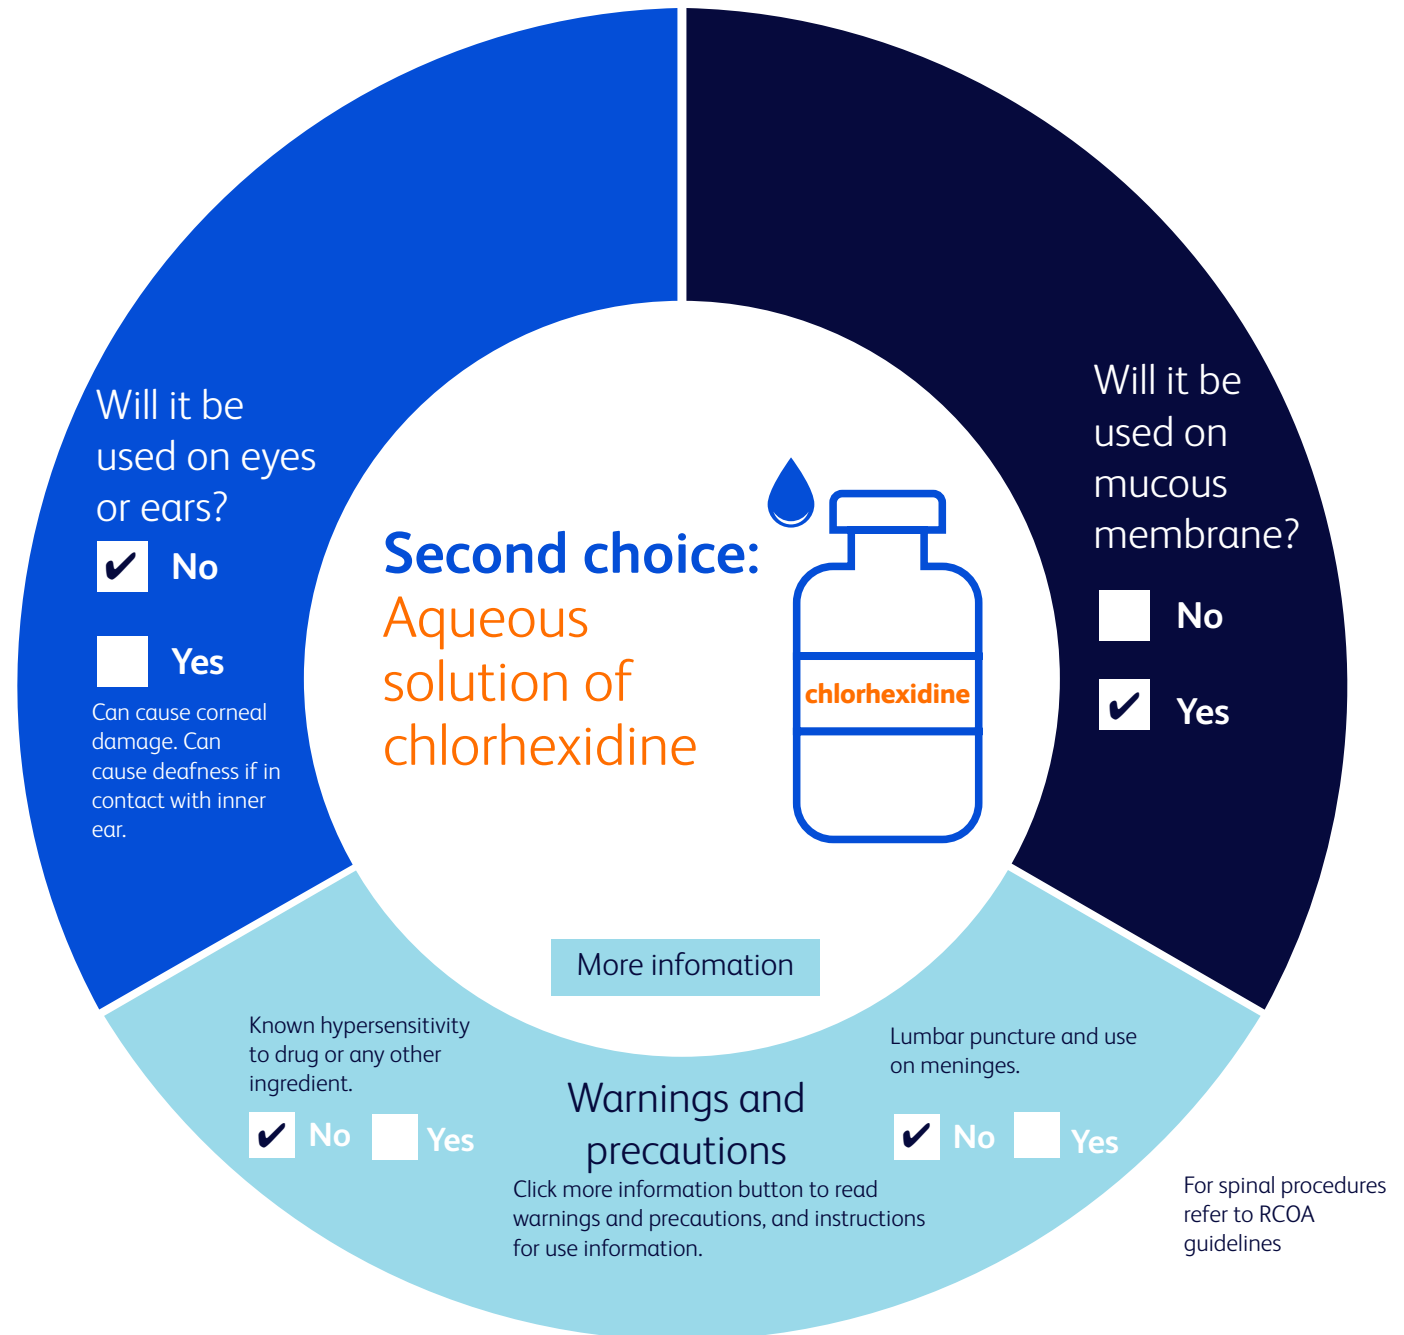 Will it be
used on eyes
or ears?
No
Yes
Can cause corneal
damage. Can
cause deafness if in
contact with inner
ear.
Second choice:
Aqueous
solution of
chlorhexidine
chlorhexidine
Will it be
used on
mucous
membrane?
No
Yes
More infomation
Known hypersensitivity
to drug or any other
ingredient.
No Yes
Warnings and
precautions
Click more information button to read
warnings and precautions, and instructions
for use information.
Lumbar puncture and use
on meninges.
No Yes
For spinal procedures
refer to RCOA
guidelines